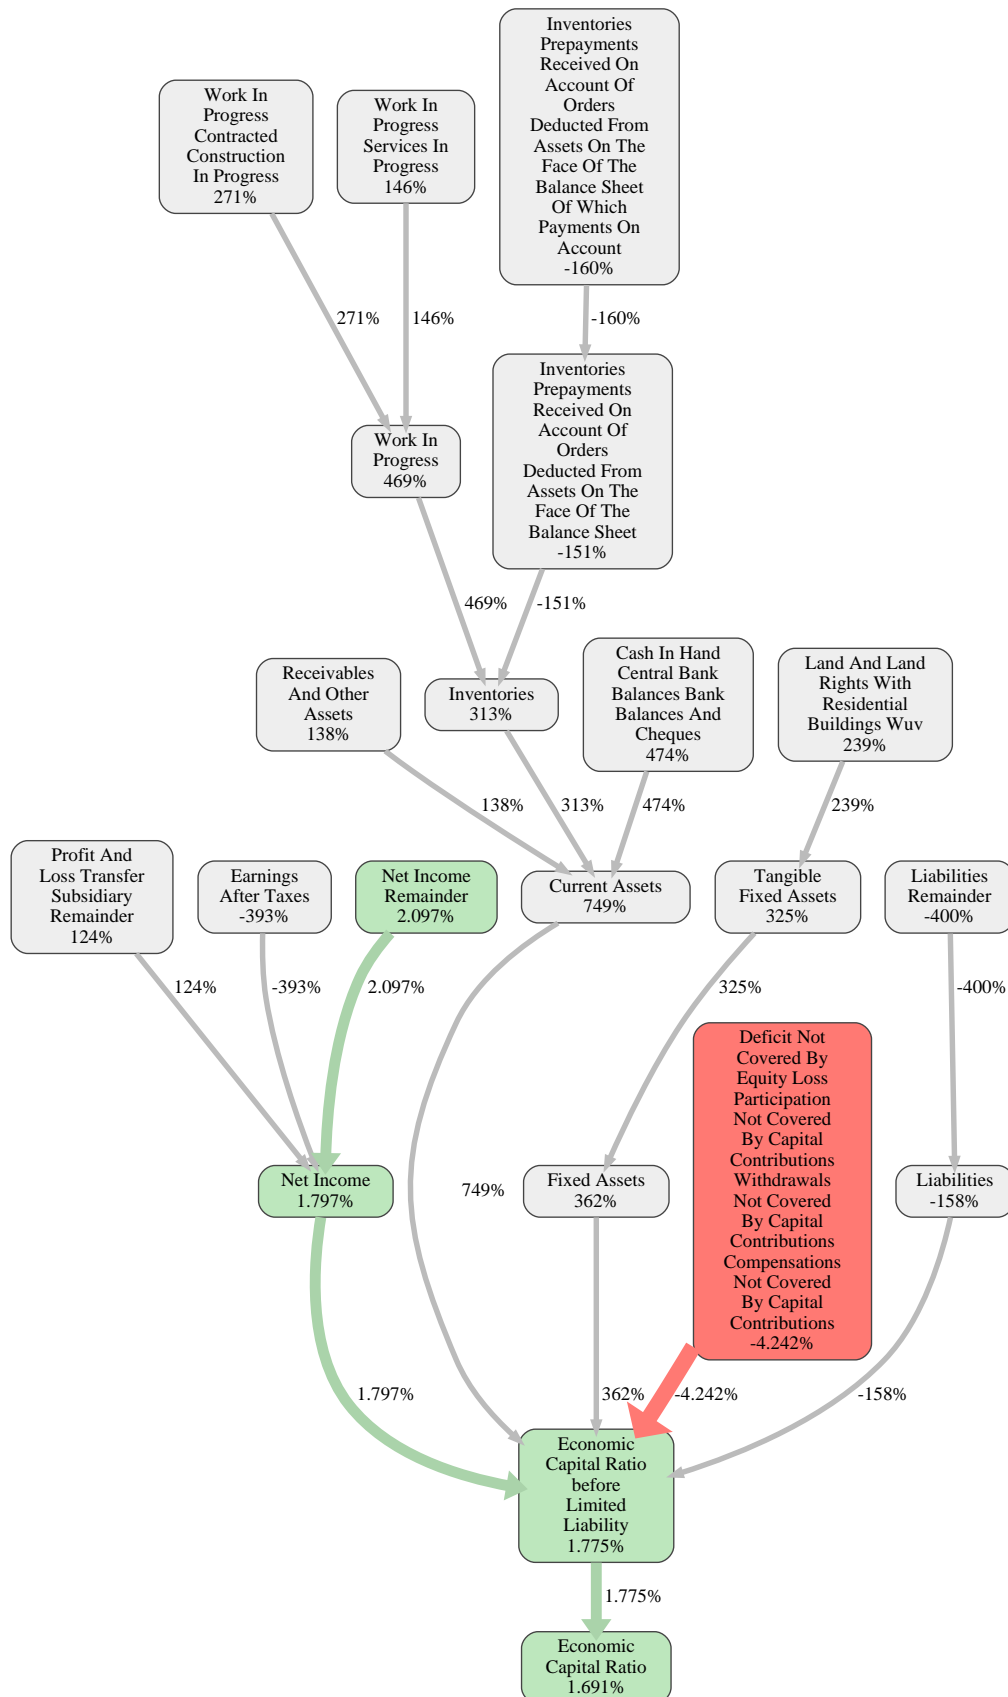 Inventories
Prepayments
Received On
Account Of
Orders
Deducted From
Assets On The
Face Of The
Balance Sheet
Of Which
Payments On
Account
-160%
Work In
Progress
Contracted
Construction
In Progress
271%
Work In
Progress
Services In
Progress
146%
271%
146%
-160%
Inventories
Prepayments
Received On
Account Of
Orders
Deducted From
Assets On The
Face Of The
Balance Sheet
-151%
Work In
Progress
469%
469%
-151%
Receivables
And Other
Assets
138%
Inventories
313%
Cash In Hand
Central Bank
Balances Bank
Balances And
Cheques
474%
Land And Land
Rights With
Residential
Buildings Wuv
239%
138%
313%
474%
239%
Profit And
Loss Transfer
Subsidiary
Remainder
124%
Earnings
After Taxes
-393%
Net Income
Remainder
2.097%
Current Assets
749%
Tangible
Fixed Assets
325%
Liabilities
Remainder
-400%
124%
-393%
2.097%
325%
-400%
Deficit Not
Covered By
Equity Loss
Participation
Not Covered
By Capital
Contributions
Withdrawals
Not Covered
By Capital
Contributions
Compensations
Not Covered
By Capital
Contributions
-4.242%
Net Income
1.797%
749%
Fixed Assets
362%
Liabilities
-158%
1.797%
362%
-4.242%
-158%
Economic
Capital Ratio
before
Limited
Liability
1.775%
1.775%
Economic
Capital Ratio
1.691%